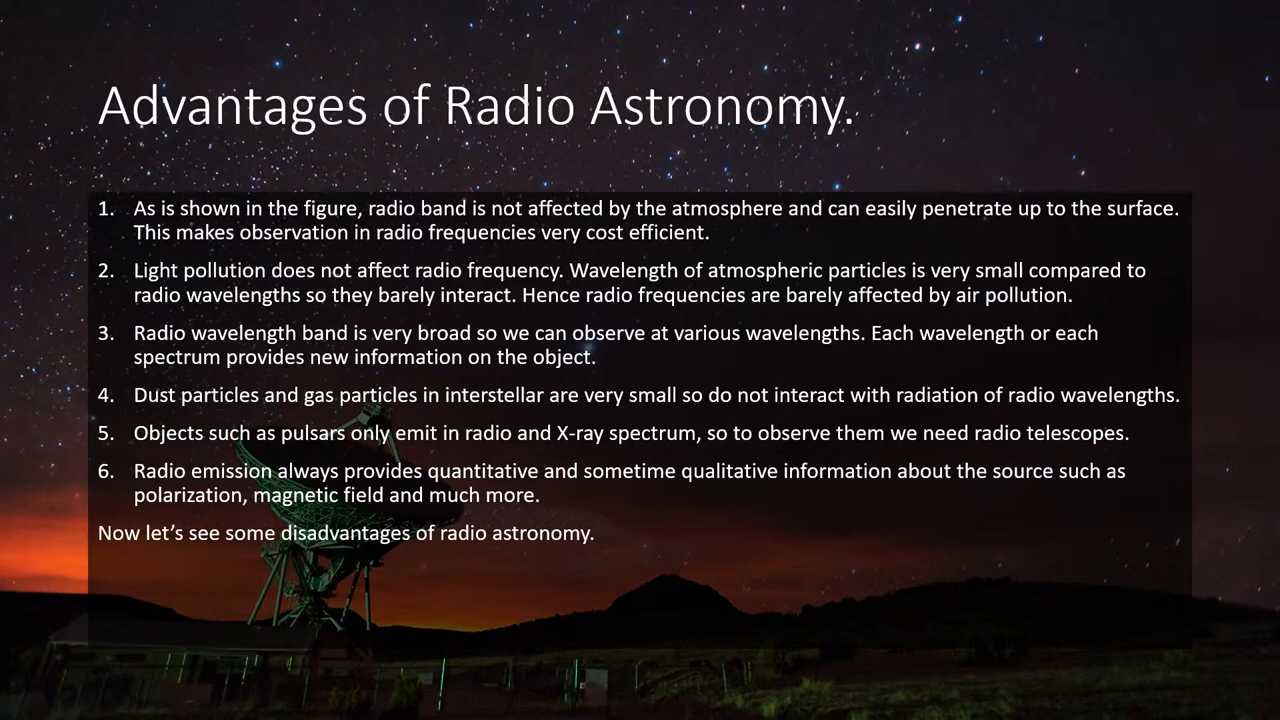 Advantages of Radio Astronomy.
1. As is shown in the figure, radio band is not affected by the atmosphere and can easily penetrate up to the surface.
This makes observation in radio frequencies very cost efficient.
2. Light pollution does not affect radio frequency. Wavelength of atmospheric particles is very small compared to
radio wavelengths so they barely interact. Hence radio frequencies are barely affected by air pollution.
3. Radio wavelength band is very broad so we can observe at various wavelengths. Each wavelength or each
spectrum provides new information on the object.
4. Dust particles and gas particles in interstellar are very small so do not interact with radiation of radio wavelengths.
5. Objects such as pulsars only emit in radio and X-ray spectrum, so to observe them we need radio telescopes.
6. Radio emission always provides quantitative and sometime qualitative information about the source such as
polarization, magnetic field and much more.
Now let’s see some disadvantages of radio astronomy.